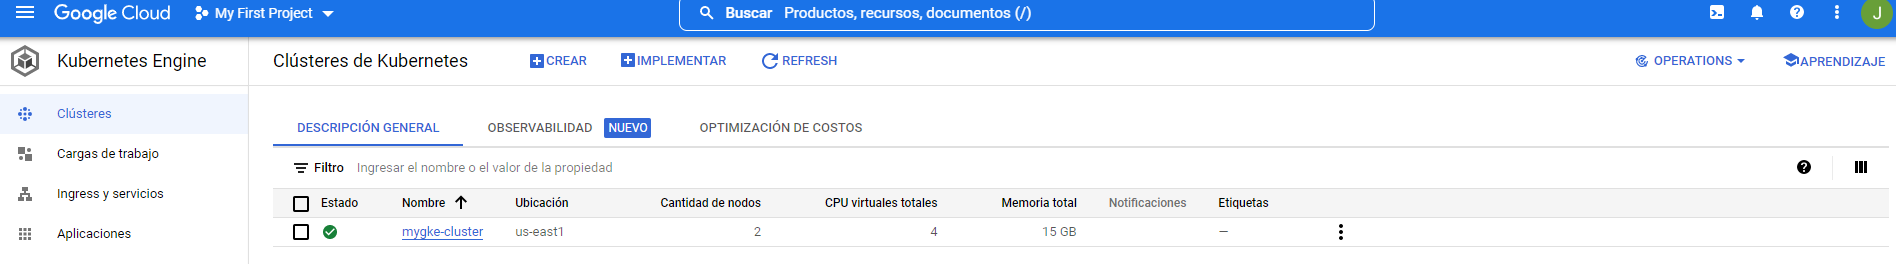 Google Cloud My First Project Buscar Productos, recursos, documentos (/) J
Kubernetes Engine Clústeres de Kubernetes CREAR IMPLEMENTAR REFRESH OPERATIONS APRENDIZAJE
Clústeres
Cargas de trabajo
Ingress y servicios
Aplicaciones
DESCRIPCIÓN GENERAL OBSERVABILIDAD NUEVO OPTIMIZACIÓN DE COSTOS
Filtro Ingresar el nombre o el valor de la propiedad
Estado Nombre Ubicación Cantidad de nodos CPU virtuales totales Memoria total Notificaciones Etiquetas
mygke-cluster us-east1 2 4 15 GB —